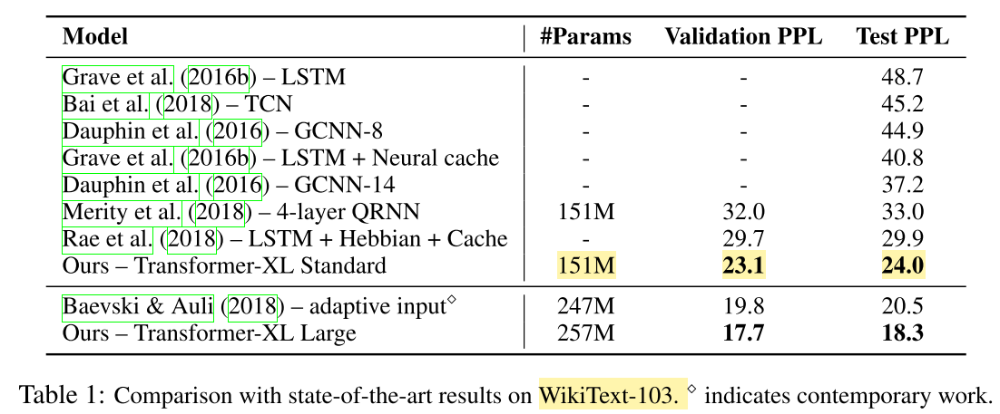 Model #Params Validation PPL Test PPL
Grave et al. (2016b) – LSTM - - 48.7
Bai et al. (2018) – TCN - - 45.2
Dauphin et al. (2016) – GCNN-8 - - 44.9
Grave et al. (2016b) – LSTM + Neural cache - - 40.8
Dauphin et al. (2016) – GCNN-14 - - 37.2
Merity et al. (2018) – 4-layer QRNN 151M 32.0 33.0
Rae et al. (2018) – LSTM + Hebbian + Cache - 29.7 29.9
Ours – Transformer-XL Standard 151M 23.1 24.0
Baevski & Auli (2018) – adaptive input⋄ 247M 19.8 20.5
Ours – Transformer-XL Large 257M 17.7 18.3
Table 1: Comparison with state-of-the-art results on WikiText-103. ⋄ indicates contemporary work.